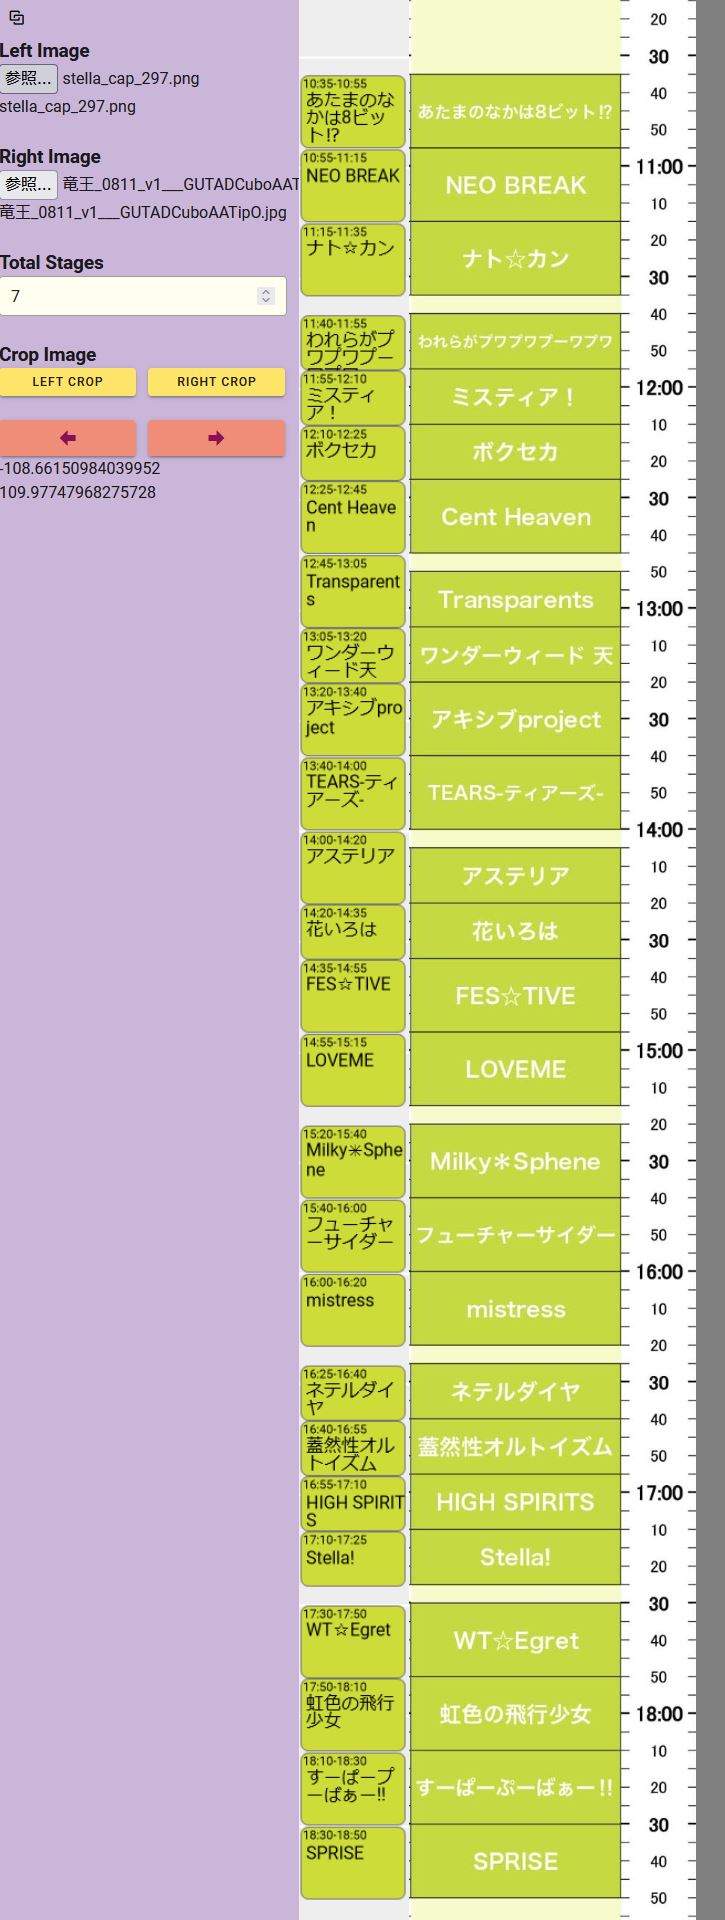 Left Image
参照... stella_cap_297.png
stella_cap_297.png
Right Image
参照... 竜王_0811_v1___GUTADCuboAAT
竜王_0811_v1___GUTADCuboAATipO.jpg
Total Stages
7
Crop Image
LEFT CROP
RIGHT CROP
-108.66150984039952
109.97747968275728
10:35-10:55
あたまのな
かは8ビッ
ト!?
10:55-11:15
NEO BREAK
11:15-11:35
ナト☆カン
11:40-11:55
われらがプ
ワプワプー
ワプワ
11:55-12:10
ミスティ
ア！
12:10-12:25
ボクセカ
12:25-12:45
Cent Heave
n
12:45-13:05
Transparent
s
13:05-13:20
ワンダーウ
ィード天
13:20-13:40
アキシブpro
ject
13:40-14:00
TEARS-ティ
アーズ-
14:00-14:20
アステリア
14:20-14:35
花いろは
14:35-14:55
FES☆TIVE
14:55-15:15
LOVEME
15:20-15:40
Milky✳Sphe
ne
15:40-16:00
フューチャ
ーサイダー
16:00-16:20
mistress
16:25-16:40
ネテルダイ
ヤ
16:40-16:55
蓋然性オル
トイズム
16:55-17:10
HIGH SPIRIT
S
17:10-17:25
Stella!
17:30-17:50
WT☆Egret
17:50-18:10
虹色の飛行
少女
18:10-18:30
すーぱープ
ーばぁー!!
18:30-18:50
SPRISE
あたまのなかは8ビット!?
NEO BREAK
ナト☆カン
われらがプワプワプーワプワ
ミスティア！
ボクセカ
Cent Heaven
Transparents
ワンダーウィード 天
アキシブproject
TEARS-ティアーズ-
アステリア
花いろは
FES☆TIVE
LOVEME
Milky✳Sphene
フューチャーサイダー
mistress
ネテルダイヤ
蓋然性オルトイズム
HIGH SPIRITS
Stella!
WT☆Egret
虹色の飛行少女
すーぱーぷーばぁー!!
SPRISE
20
30
40
50
11:00
10
20
30
40
50
12:00
10
20
30
40
50
13:00
10
20
30
40
50
14:00
10
20
30
40
50
15:00
10
20
30
40
50
16:00
10
20
30
40
50
17:00
10
20
30
40
50
18:00
10
20
30
40
50